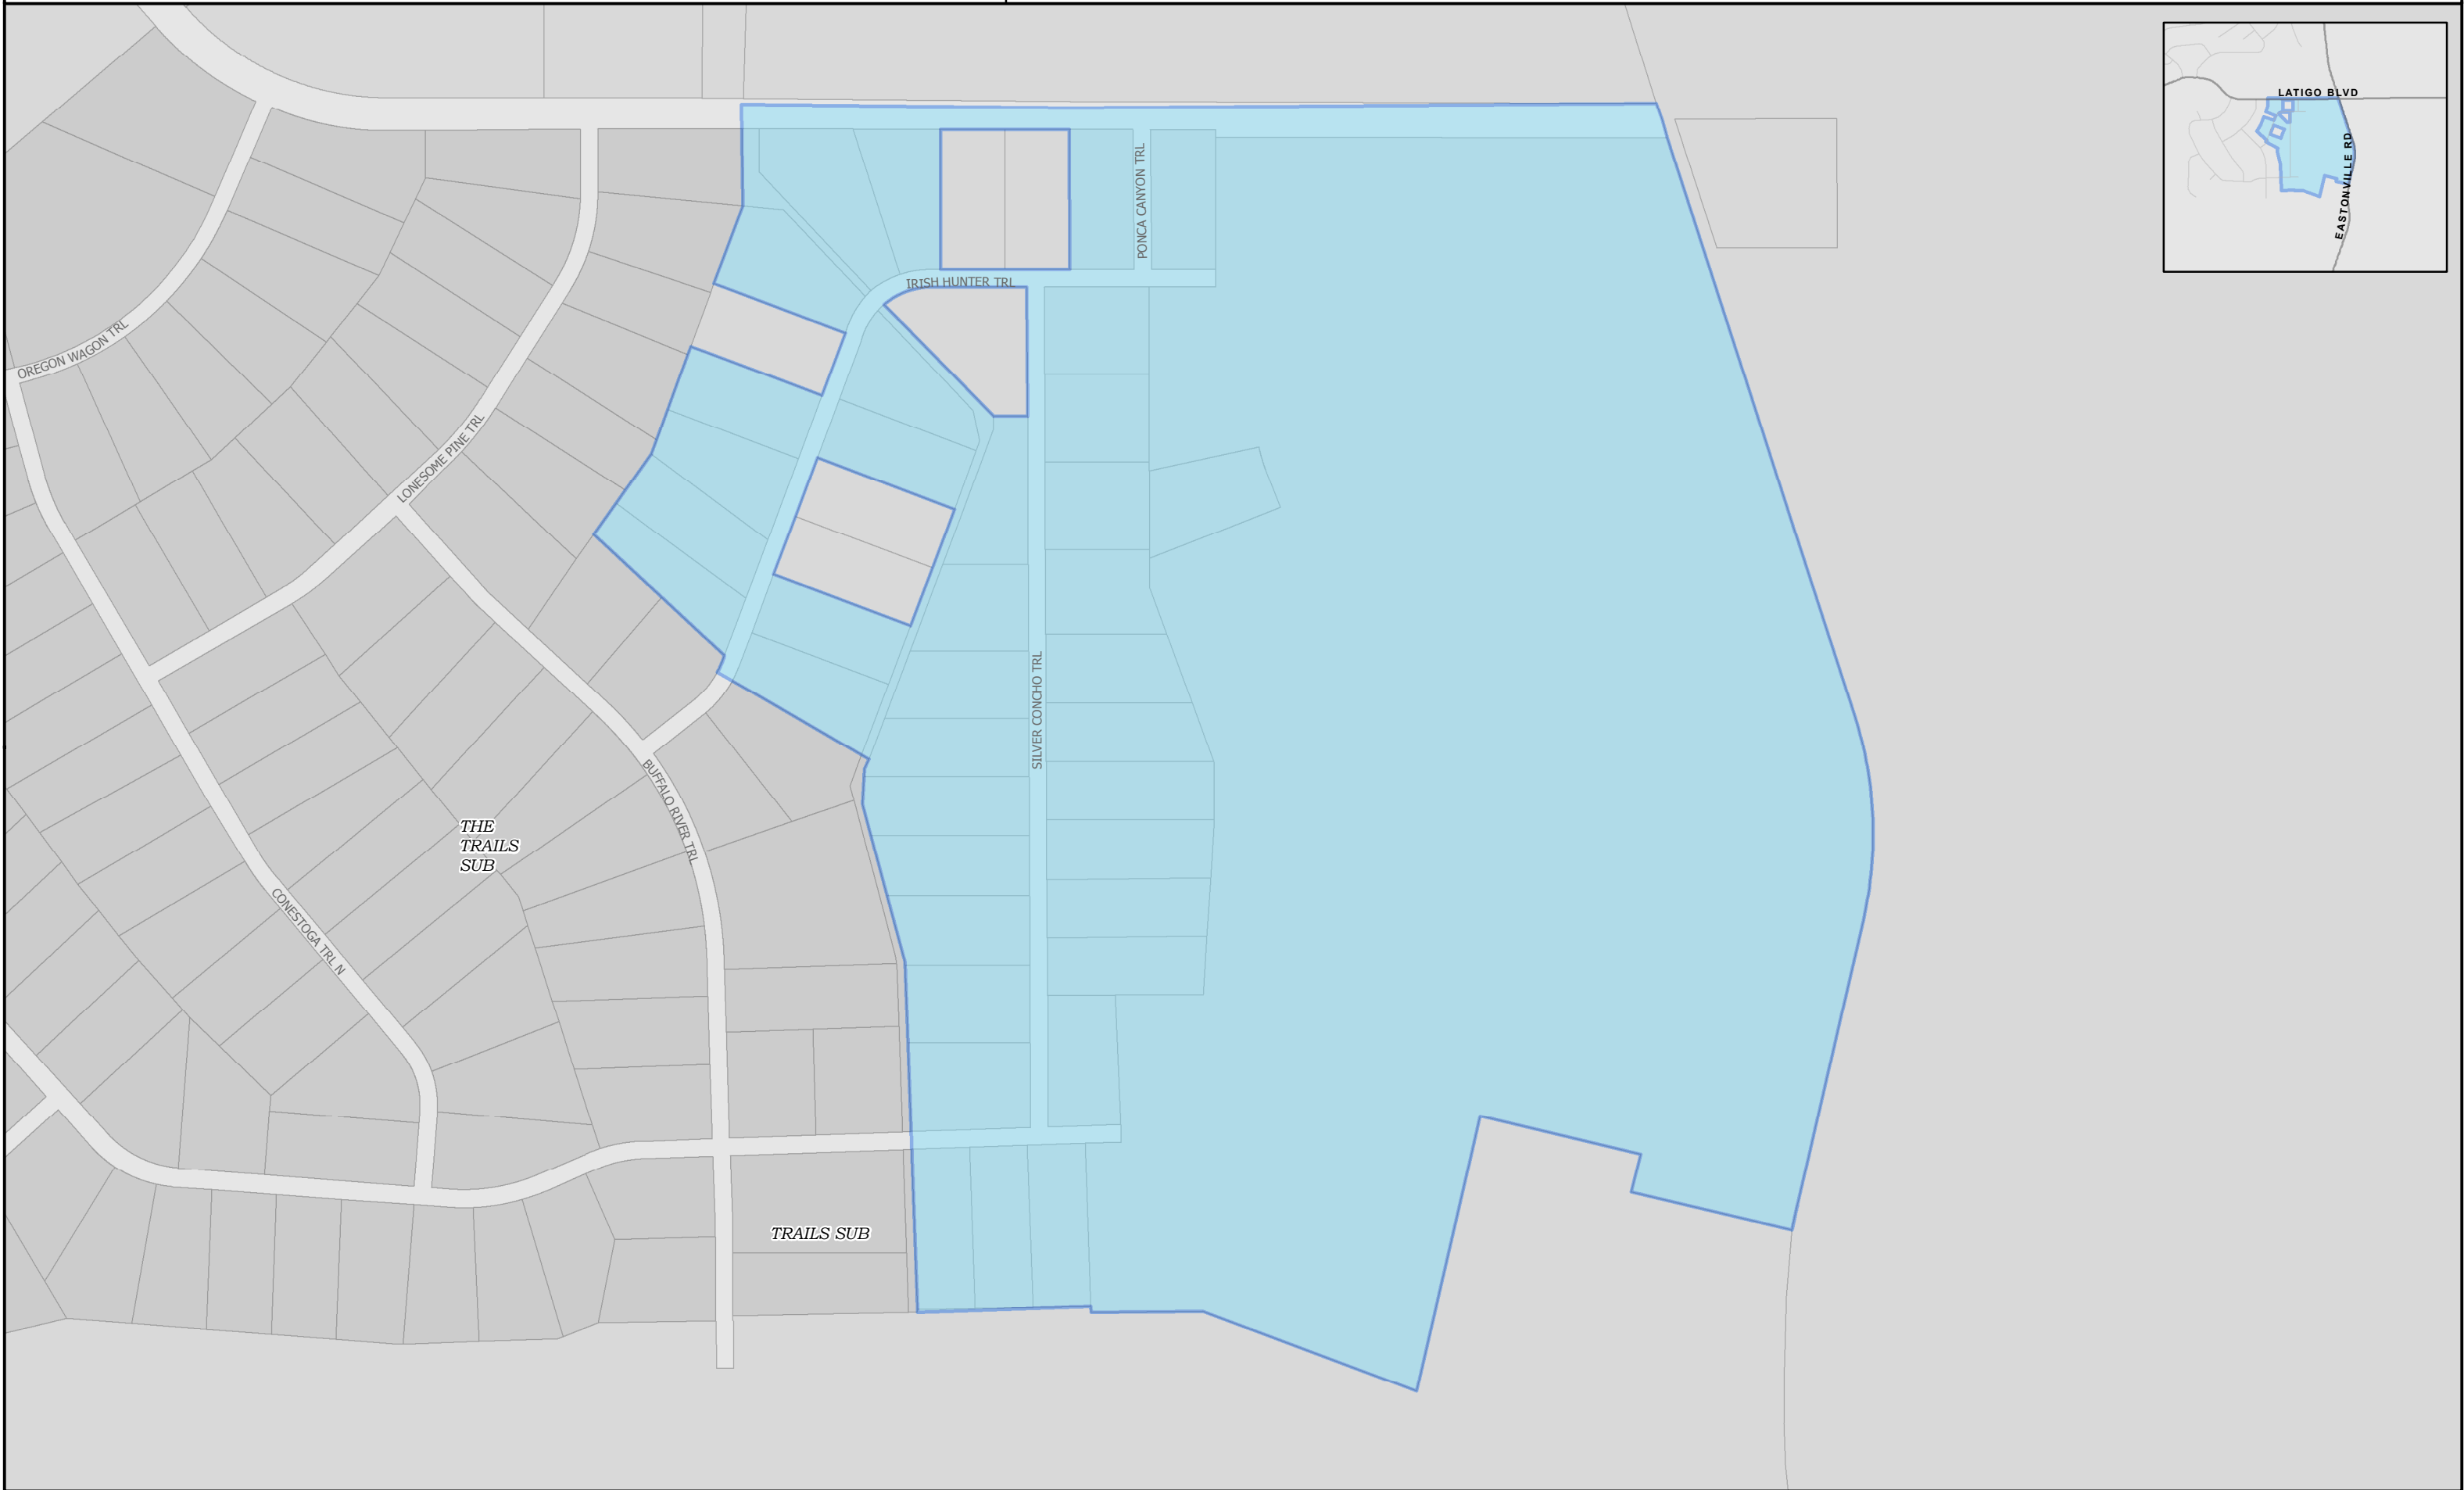 LATIGO BLVD
EASTONVILLE RD
PONCA CANYON TRL
IRISH HUNTER TRL
OREGON WAGON TRL
LONESOME PINE TRL
SILVER CONCHO TRL
BUFFALO RIVER TRL
THE
TRAILS
SUB
CONESTOGA TRL N
TRAILS SUB